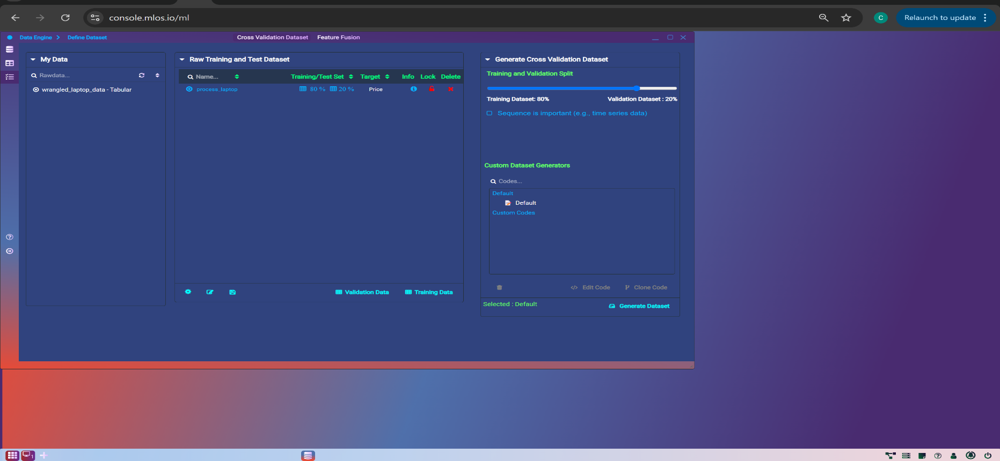 console.mlos.io/ml
C
Relaunch to update
Data Engine
Define Dataset
Cross Validation Dataset
Feature Fusion
My Data
Rawdata...
wrangled_laptop_data - Tabular
Raw Training and Test Dataset
Name...
Training/Test Set
Target
Info
Lock
Delete
process_laptop
80 %
20 %
Price
Validation Data
Training Data
Generate Cross Validation Dataset
Training and Validation Split
Training Dataset: 80%
Validation Dataset : 20%
Sequence is important (e.g., time series data)
Custom Dataset Generators
Codes...
Default
Default
Custom Codes
Edit Code
Clone Code
Selected : Default
Generate Dataset
1